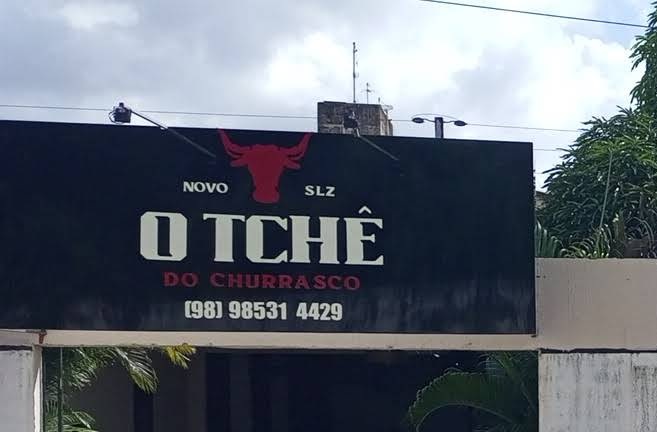 NOVO SLZ
O TCHÊ
DO CHURRASCO
(98) 98531 4429